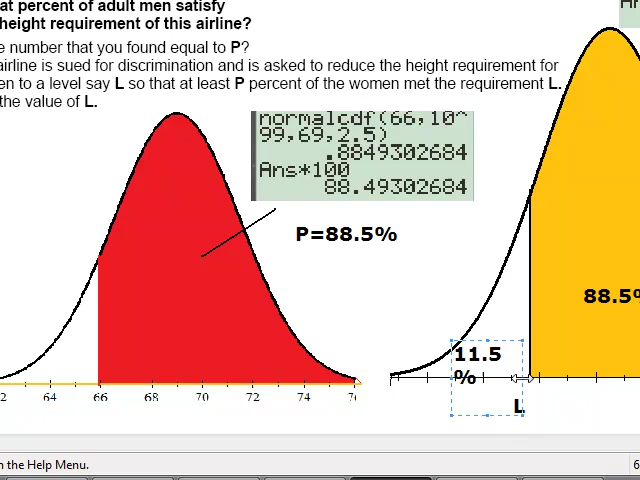 at percent of adult men satisfy
height requirement of this airline?
e number that you found equal to P?
airline is sued for discrimination and is asked to reduce the height requirement for
en to a level say L so that at least P percent of the women met the requirement L.
the value of L.
normalcdf(66,10^
99,69,2.5)
.8849302684
Ans*100
88.49302684
P=88.5%
88.5%
11.5
%
L
2 64 66 68 70 72 74 76
n the Help Menu.
6